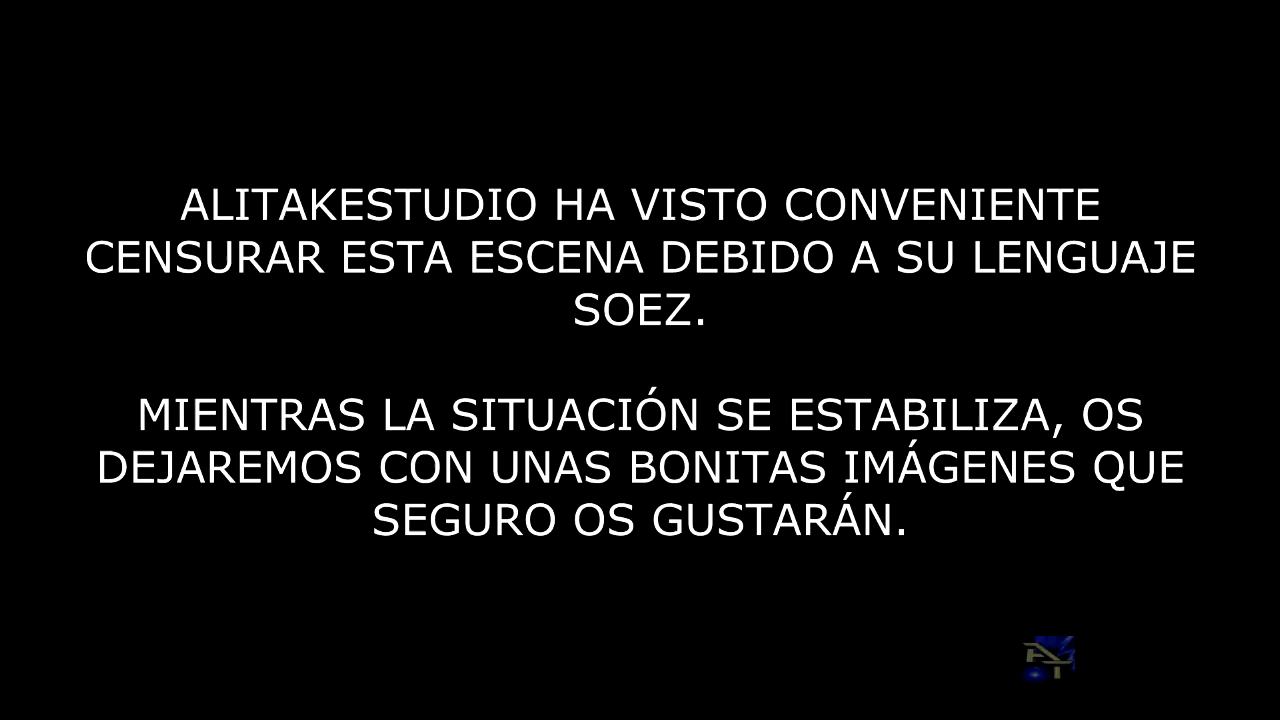 ALITAKESTUDIO HA VISTO CONVENIENTE
CENSURAR ESTA ESCENA DEBIDO A SU LENGUAJE
SOEZ.
MIENTRAS LA SITUACIÓN SE ESTABILIZA, OS
DEJAREMOS CON UNAS BONITAS IMÁGENES QUE
SEGURO OS GUSTARÁN.